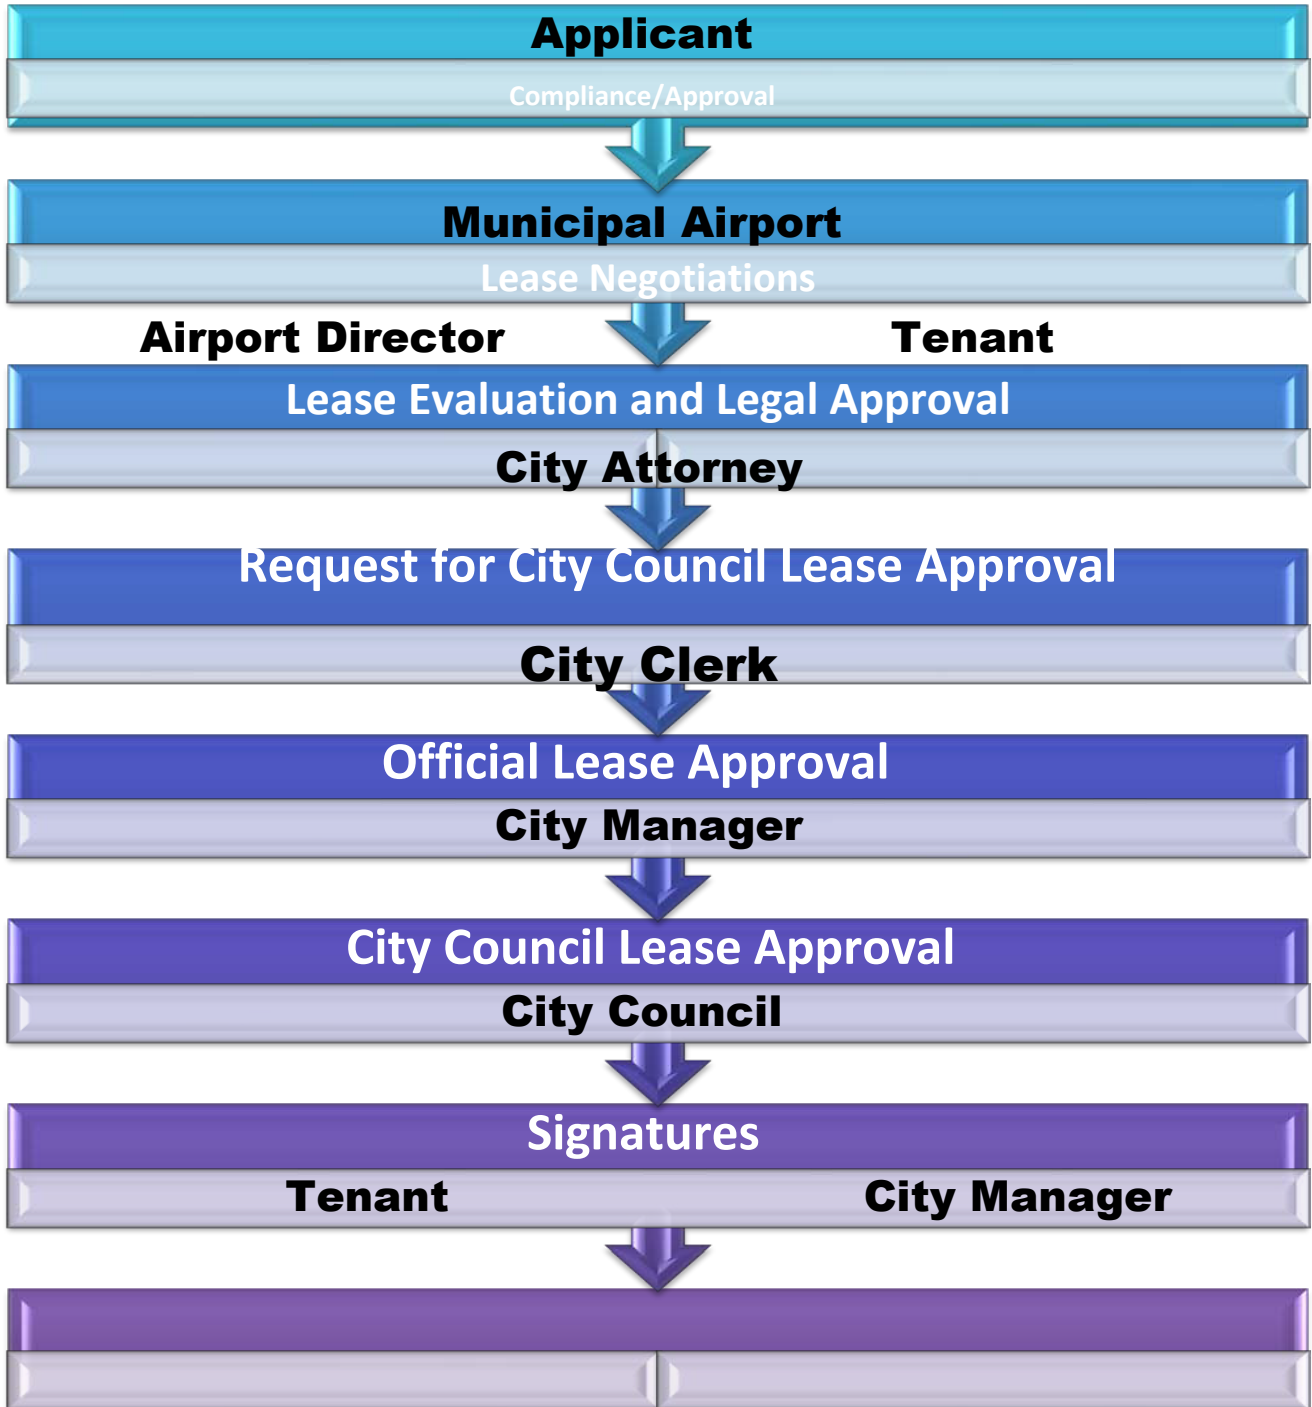 Applicant
Compliance/Approval
Municipal Airport
Lease Negotiations
Airport Director Tenant
Lease Evaluation and Legal Approval
City Attorney
Request for City Council Lease Approval
City Clerk
Official Lease Approval
City Manager
City Council Lease Approval
City Council
Signatures
Tenant City Manager